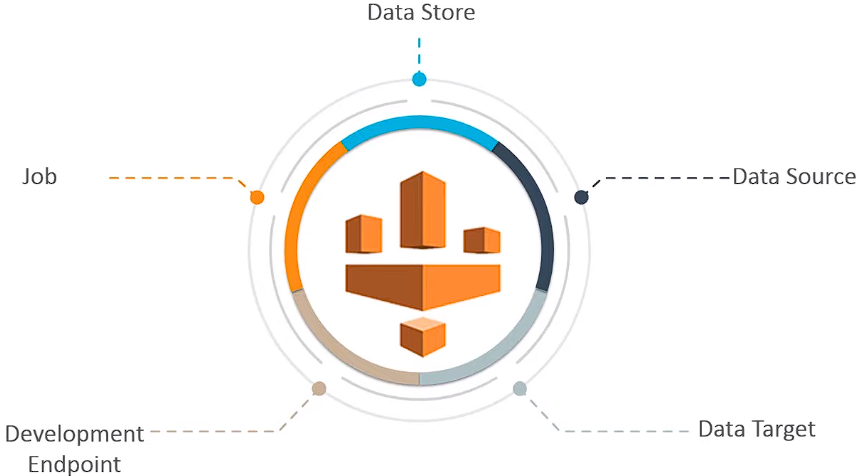 Data Store
Job
Data Source
Development
Endpoint
Data Target